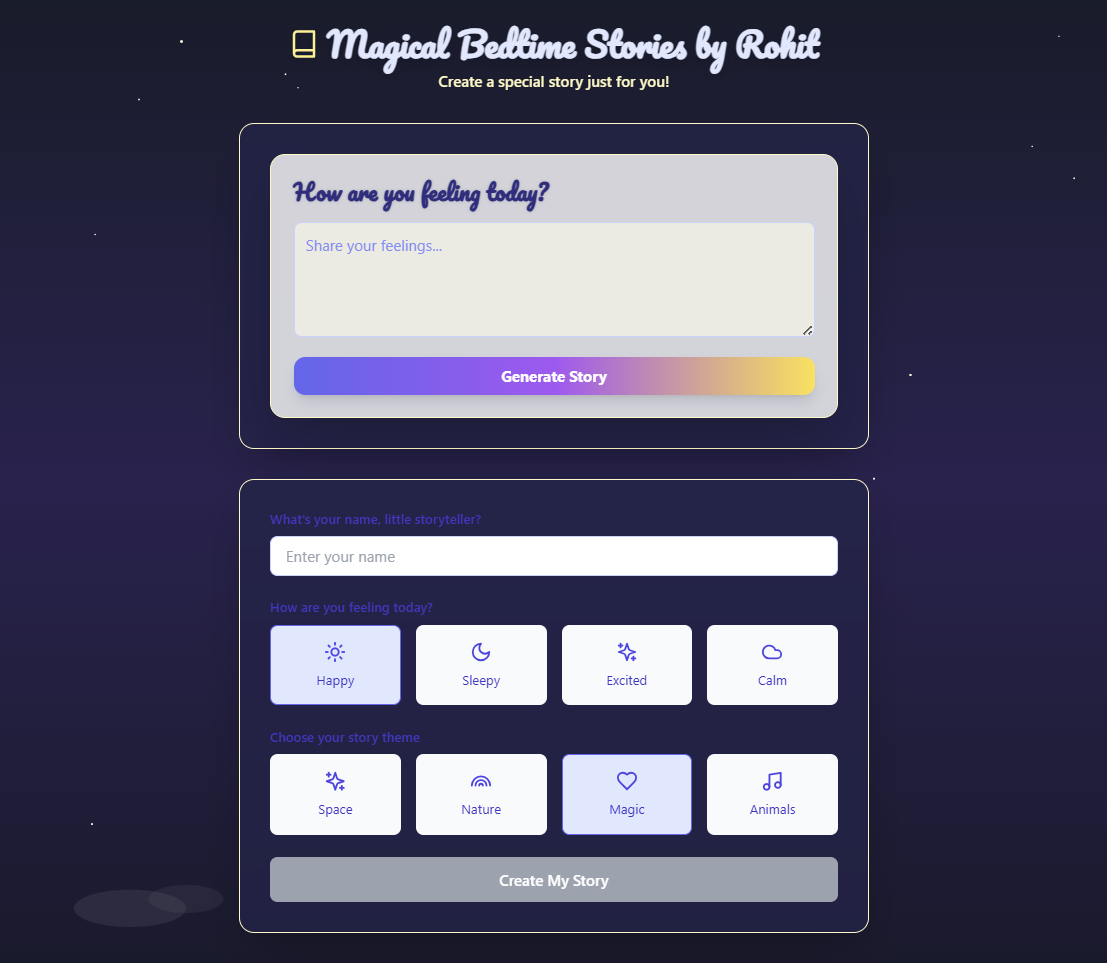 Magical Bedtime Stories by Rohit
Create a special story just for you!
How are you feeling today?
Share your feelings...
Generate Story
What's your name, little storyteller?
Enter your name
How are you feeling today?
Happy Sleepy Excited Calm
Choose your story theme
Space Nature Magic Animals
Create My Story